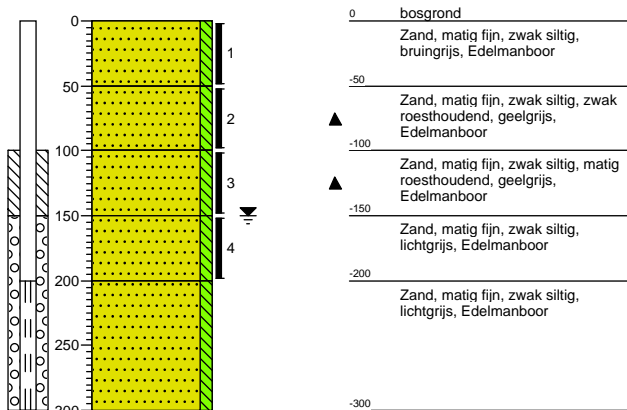 0
50
100
150
200
250
300
1
2
3
4
0
bosgrond
Zand, matig fijn, zwak siltig,
bruingrijs, Edelmanboor
-50
Zand, matig fijn, zwak siltig, zwak
roesthoudend, geelgrijs,
Edelmanboor
-100
Zand, matig fijn, zwak siltig, matig
roesthoudend, geelgrijs,
Edelmanboor
-150
Zand, matig fijn, zwak siltig,
lichtgrijs, Edelmanboor
-200
Zand, matig fijn, zwak siltig,
lichtgrijs, Edelmanboor
-300